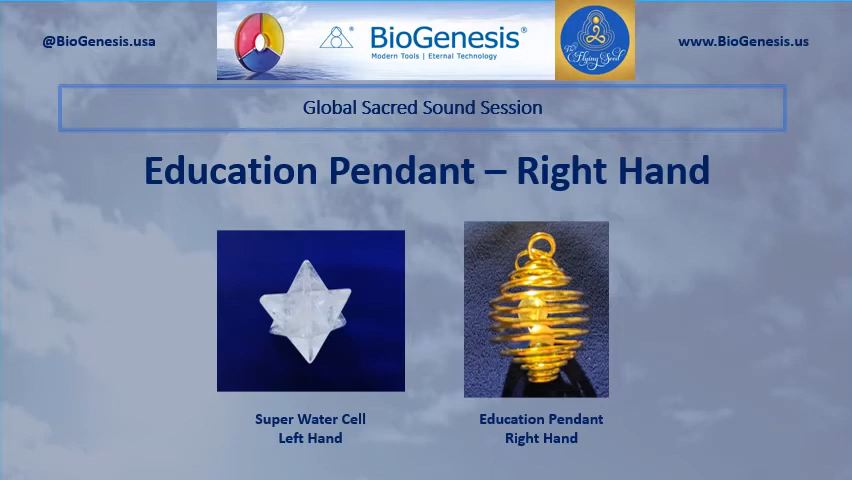 @BioGenesis.usa
BioGenesis®
Modern Tools | Eternal Technology
The Flying Seed
www.BioGenesis.us
Global Sacred Sound Session
Education Pendant – Right Hand
Super Water Cell
Left Hand
Education Pendant
Right Hand